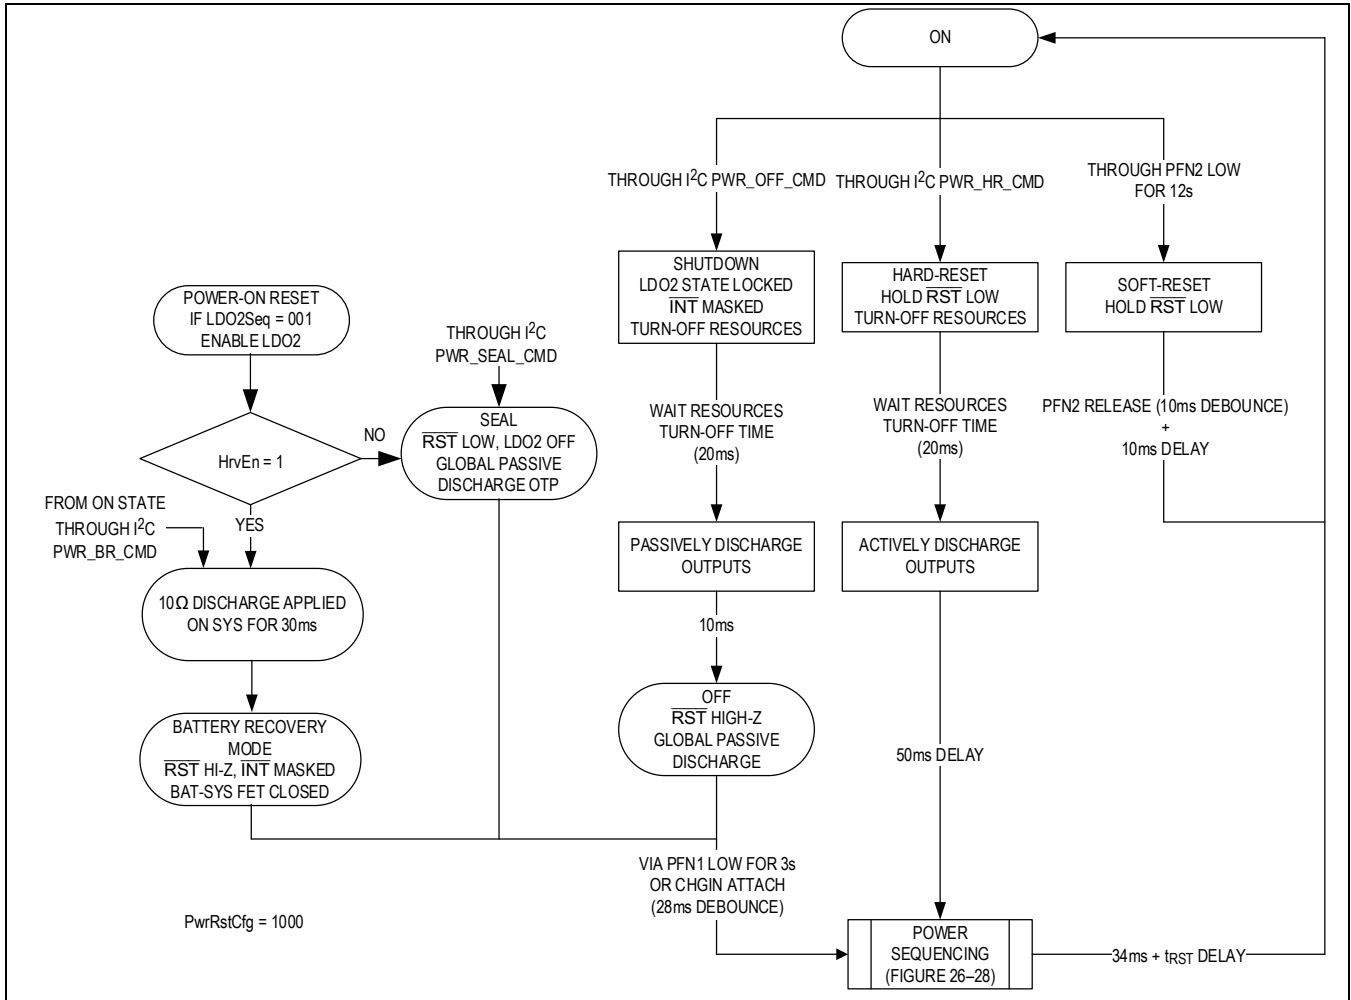 ON
THROUGH I²C PWR_OFF_CMD
THROUGH I²C PWR_HR_CMD
THROUGH PFN2 LOW
FOR 12s
SHUTDOWN
LDO2 STATE LOCKED
INT MASKED
TURN-OFF RESOURCES
HARD-RESET
HOLD RST LOW
TURN-OFF RESOURCES
SOFT-RESET
HOLD RST LOW
POWER-ON RESET
IF LDO2Seq = 001
ENABLE LDO2
THROUGH I²C
PWR_SEAL_CMD
WAIT RESOURCES
TURN-OFF TIME
(20ms)
WAIT RESOURCES
TURN-OFF TIME
(20ms)
PFN2 RELEASE (10ms DEBOUNCE)
+
10ms DELAY
HrvEn = 1
NO
SEAL
RST LOW, LDO2 OFF
GLOBAL PASSIVE
DISCHARGE OTP
FROM ON STATE
THROUGH I²C
PWR_BR_CMD
YES
PASSIVELY DISCHARGE
OUTPUTS
ACTIVELY DISCHARGE
OUTPUTS
10Ω DISCHARGE APPLIED
ON SYS FOR 30ms
10ms
OFF
RST HIGH-Z
GLOBAL PASSIVE
DISCHARGE
BATTERY RECOVERY
MODE
RST HI-Z, INT MASKED
BAT-SYS FET CLOSED
50ms DELAY
VIA PFN1 LOW FOR 3s
OR CHGIN ATTACH
(28ms DEBOUNCE)
PwrRstCfg = 1000
POWER
SEQUENCING
(FIGURE 26–28)
34ms + tRST DELAY